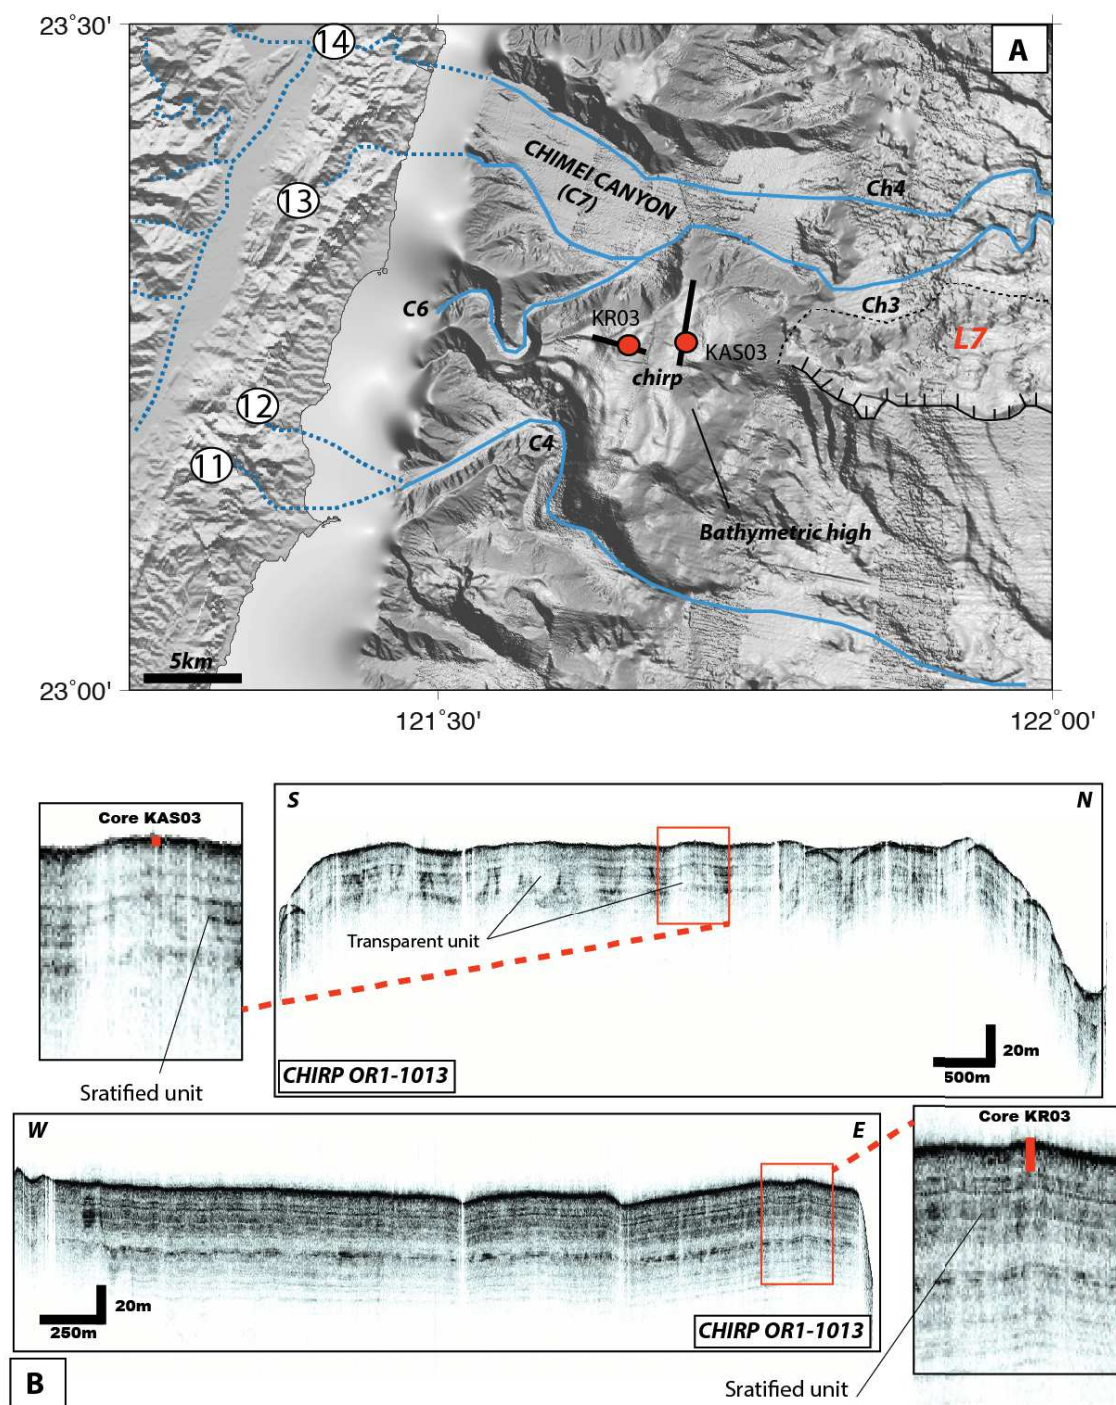 23°30'
14
A
13
CHIMEI CANYON
(C7)
Ch4
C6
Ch3
KR03
KAS03
L7
chirp
12
11
C4
Bathymetric high
5km
23°00'
121°30'
122°00'
Core KAS03
S
N
Transparent unit
Sratified unit
CHIRP OR1-1013
20m
500m
W
E
Core KR03
20m
250m
CHIRP OR1-1013
B
Sratified unit